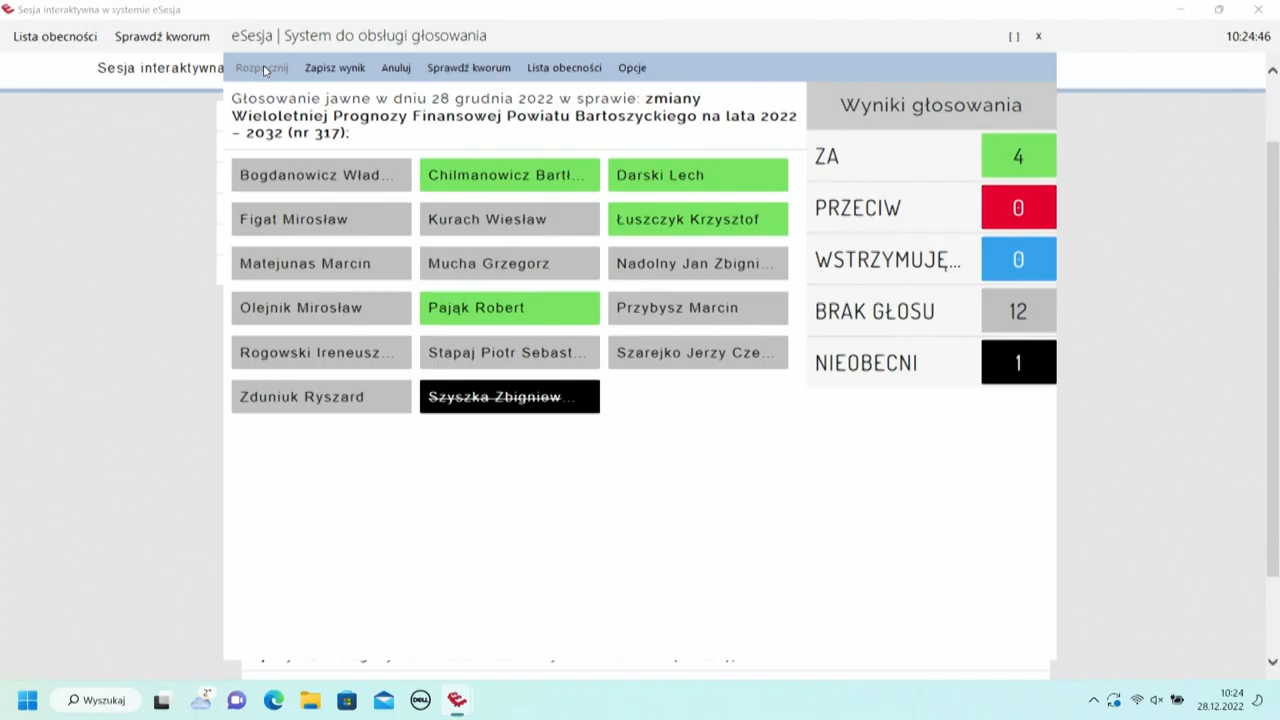 Sesja interaktywna w systemie eSesja
Lista obecności Sprawdź kworum
eSesja | System do obsługi głosowania
[ ] x
10:24:46
Sesja interaktywna
Rozpocznij Zapisz wynik Anuluj Sprawdź kworum Lista obecności Opcje
Głosowanie jawne w dniu 28 grudnia 2022 w sprawie: zmiany
Wieloletniej Prognozy Finansowej Powiatu Bartoszyckiego na lata 2022
– 2032 (nr 317);
Bogdanowicz Wład... Chilmanowicz Bartł... Darski Lech
Figat Mirosław Kurach Wiesław Łuszczyk Krzysztof
Matejunas Marcin Mucha Grzegorz Nadolny Jan Zbigni...
Olejnik Mirosław Pająk Robert Przybysz Marcin
Rogowski Ireneusz... Stapaj Piotr Sebast... Szarejko Jerzy Cze...
Zduniuk Ryszard Szyszka Zbigniew...
Wyniki głosowania
ZA 4
PRZECIW 0
WSTRZYMUJĘ... 0
BRAK GŁOSU 12
NIEOBECNI 1
Wyszukaj
2°
DELL
10:24
28.12.2022